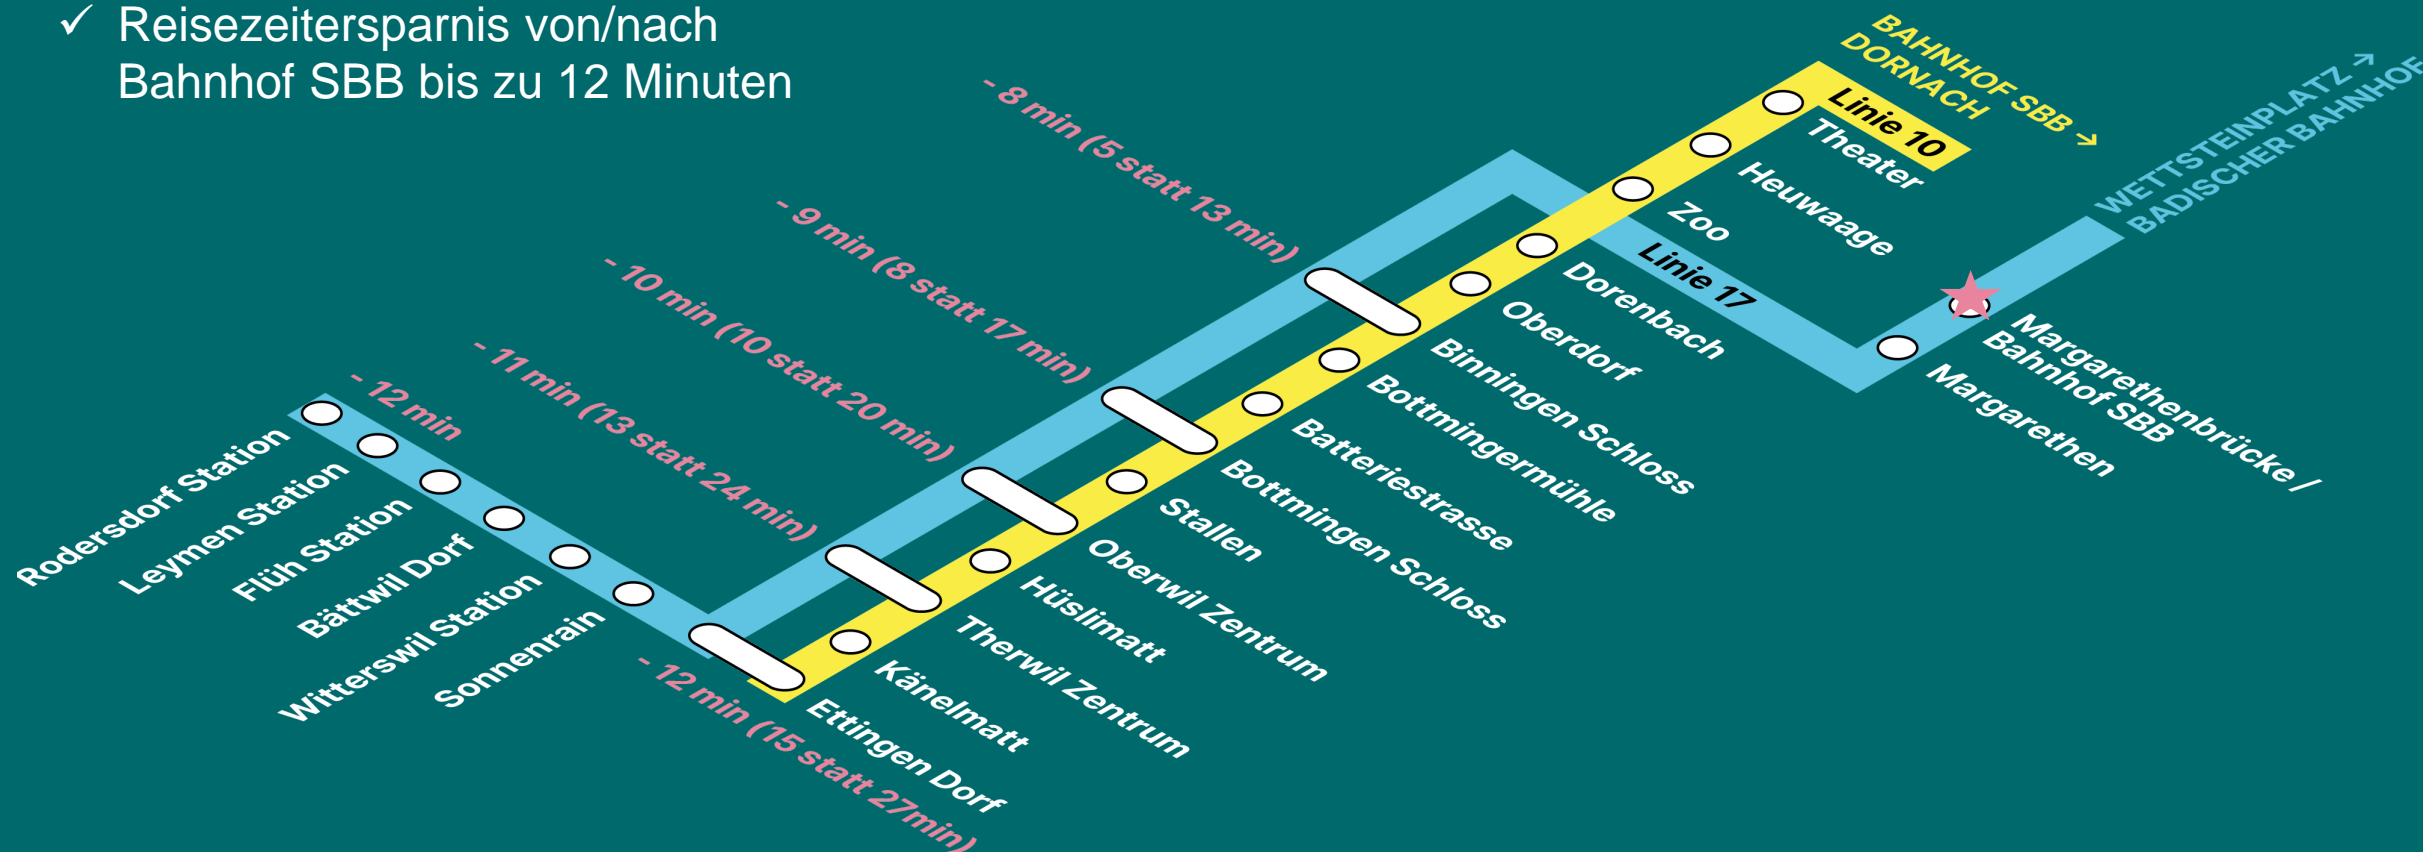 ✓ Reisezeitersparnis von/nach
Bahnhof SBB bis zu 12 Minuten
BAHNHOF SBB →
DORNACH
WETTSTEINPLATZ →
BADISCHER BAHNHOF
Linie 10
Linie 17
- 8 min (5 statt 13 min)
- 9 min (8 statt 17 min)
- 10 min (10 statt 20 min)
- 11 min (13 statt 24 min)
- 12 min
- 12 min (15 statt 27min)
Theater
Heuwaage
Zoo
Dorenbach
Oberdorf
Binningen Schloss
Bottmingermühle
Batteriestrasse
Bottmingen Schloss
Stallen
Oberwil Zentrum
Hüslimatt
Therwil Zentrum
Känelmatt
Ettingen Dorf
Margarethenbrücke /
Bahnhof SBB
Margarethen
Rodersdorf Station
Leymen Station
Flüh Station
Bättwil Dorf
Witterswil Station
Sonnenrain